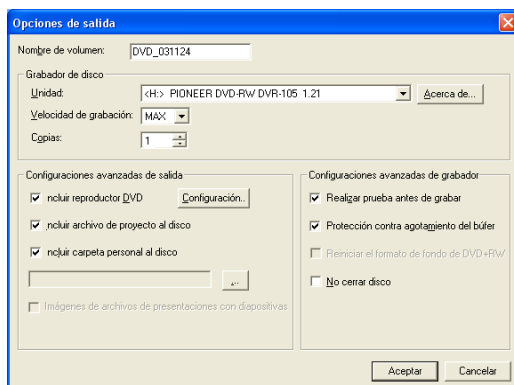 Opciones de salida
Nombre de volumen: DVD_031124
Grabador de disco
Unidad: <H:> PIONEER DVD-RW DVR-105 1.21 Acerca de...
Velocidad de grabación: MAX
Copias: 1
Configuraciones avanzadas de salida
Incluir reproductor DVD Configuración..
Incluir archivo de proyecto al disco
Incluir carpeta personal al disco
...
Imágenes de archivos de presentaciones con diapositivas
Configuraciones avanzadas de grabador
Realizar prueba antes de grabar
Protección contra agotamiento del búfer
Reiniciar el formato de fondo de DVD+RW
No cerrar disco
Aceptar Cancelar